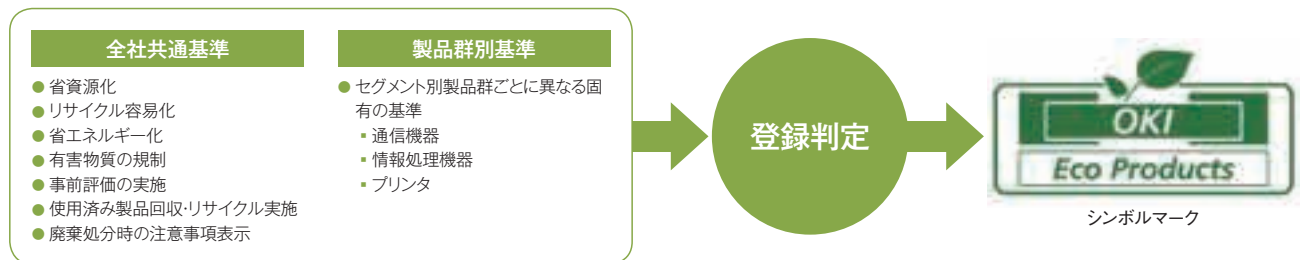 全社共通基準
● 省資源化
● リサイクル容易化
● 省エネルギー化
● 有害物質の規制
● 事前評価の実施
● 使用済み製品回収・リサイクル実施
● 廃棄処分時の注意事項表示
製品群別基準
● セグメント別製品群ごとに異なる固
有の基準
▪ 通信機器
▪ 情報処理機器
▪ プリンタ
登録判定
OKI
Eco Products
シンボルマーク